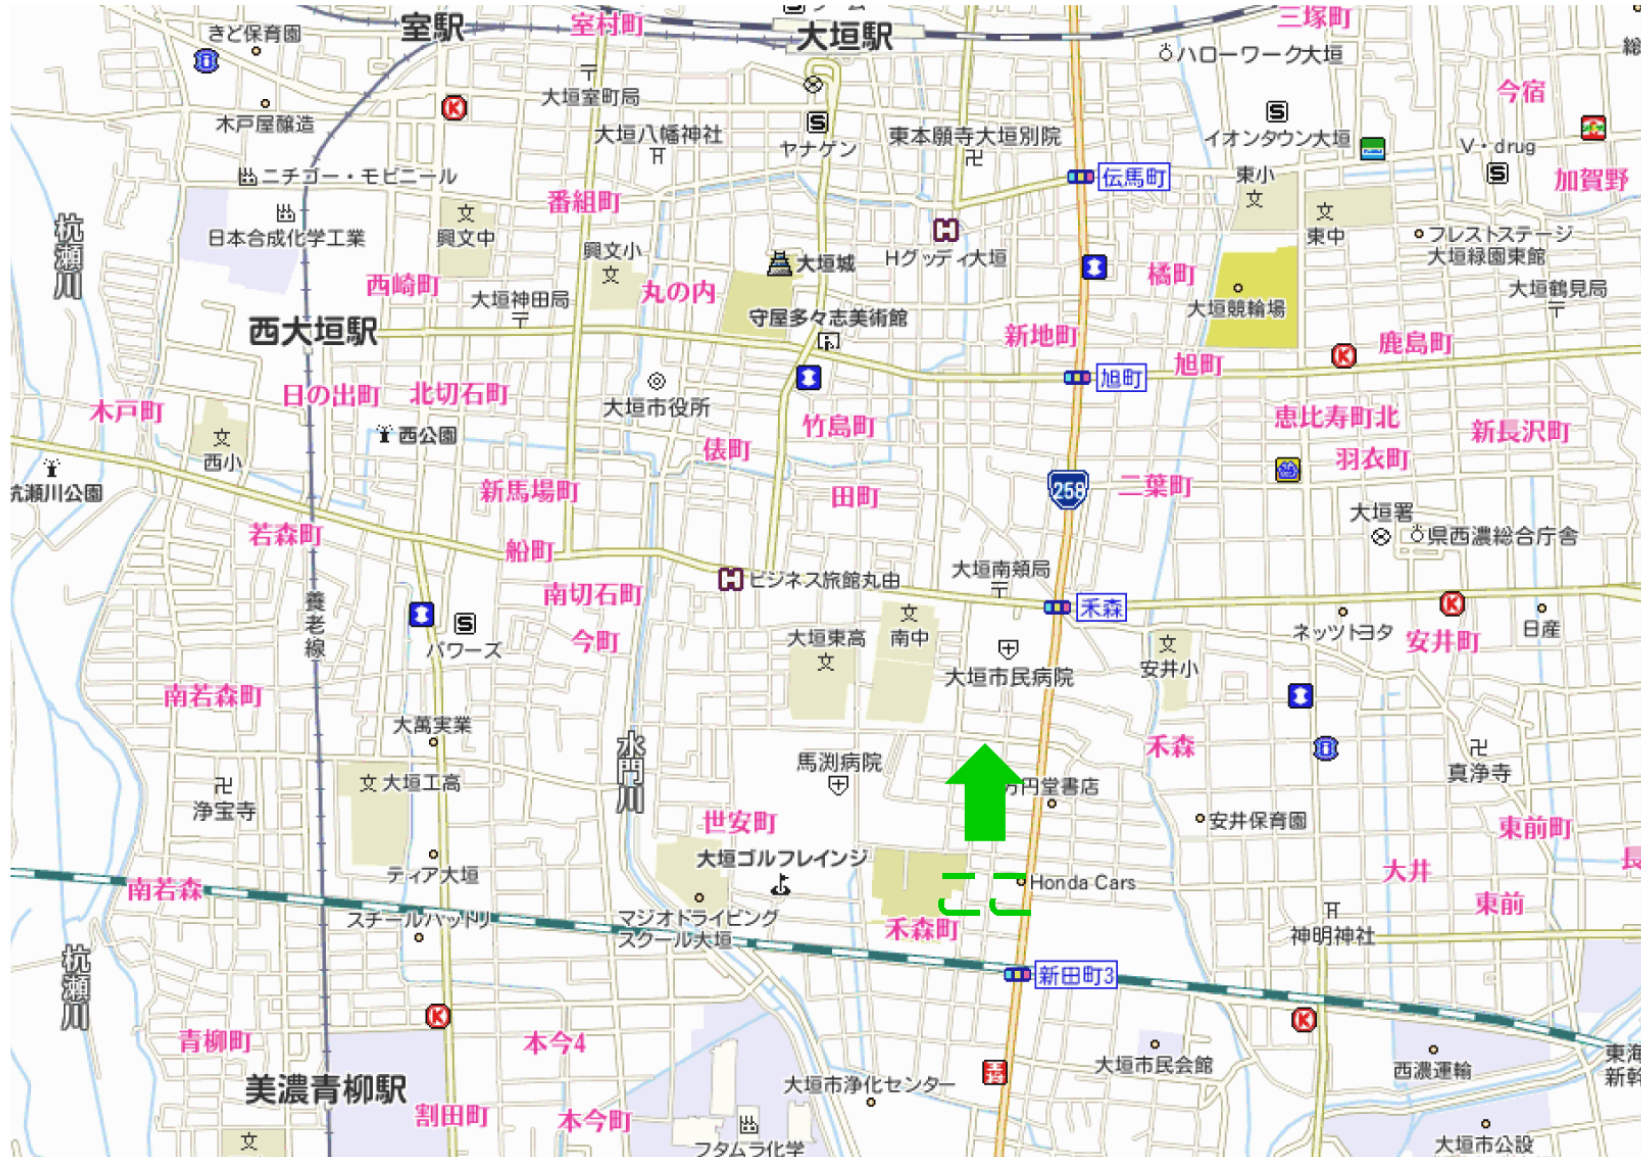 きど保育園
室駅
室村町
大垣駅
三塚町
ハローワーク大垣
木戸屋醸造
大垣室町局
大垣八幡神社
ヤナゲン
東本願寺大垣別院
イオンタウン大垣
今宿
V・drug
加賀野
ニチゴー・モビニール
番組町
伝馬町
東小
杭瀬川
日本合成化学工業
興文中
興文小
大垣城
Hグッディ大垣
東中
フレストステージ
大垣緑園東館
西崎町
大垣神田局
丸の内
橘町
大垣競輪場
大垣鶴見局
西大垣駅
守屋多々志美術館
新地町
旭町
旭町
鹿島町
木戸町
日の出町
北切石町
大垣市役所
竹島町
恵比寿町北
新長沢町
西小
西公園
俵町
羽衣町
杭瀬川公園
新馬場町
田町
258
二葉町
大垣署
県西濃総合庁舎
若森町
船町
ビジネス旅館丸由
大垣南頬局
禾森
養老線
パワーズ
南切石町
今町
大垣東高
南中
大垣市民病院
安井小
ネッツトヨタ
安井町
日産
南若森町
大萬実業
水門川
馬渕病院
禾森
真浄寺
浄宝寺
大垣工高
万円堂書店
世安町
安井保育園
東前町
ティア大垣
大垣ゴルフレインジ
Honda Cars
大井
南若森
スチールハットリ
マジオドライビング
スクール大垣
禾森町
神明神社
東前
杭瀬川
新田町3
青柳町
本今4
大垣市民会館
西濃運輸
美濃青柳駅
割田町
本今町
大垣市浄化センター
フタムラ化学
大垣市公設